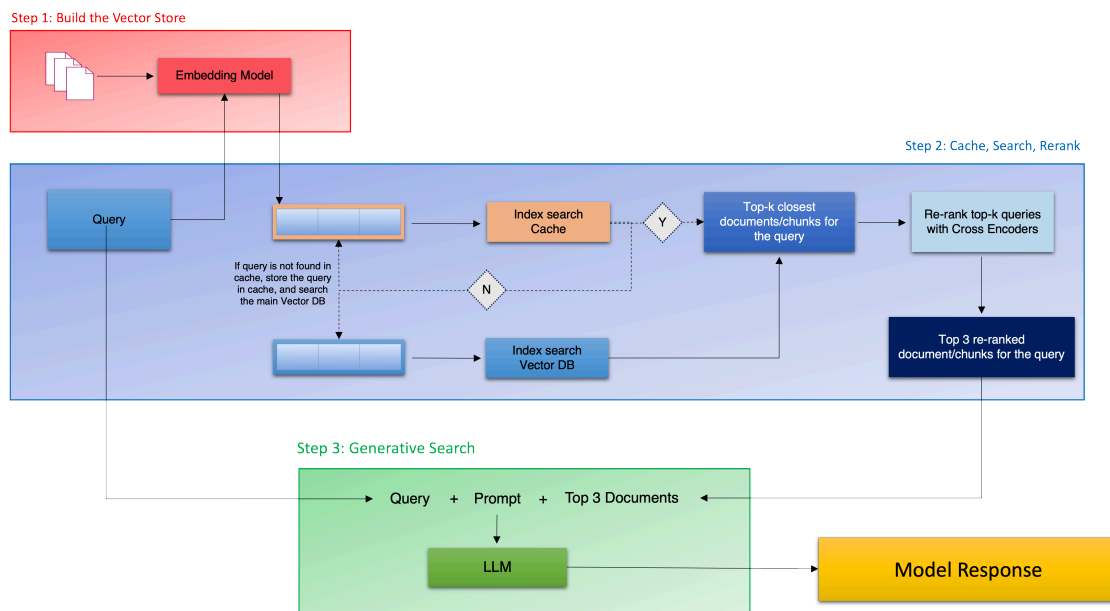 Step 1: Build the Vector Store
Embedding Model
Step 2: Cache, Search, Rerank
Query
Index search
Cache
Y
Top-k closest
documents/chunks for
the query
Re-rank top-k queries
with Cross Encoders
If query is not found in
cache, store the query
in cache, and search
the main Vector DB
N
Index search
Vector DB
Top 3 re-ranked
document/chunks for the query
Step 3: Generative Search
Query + Prompt + Top 3 Documents
LLM
Model Response